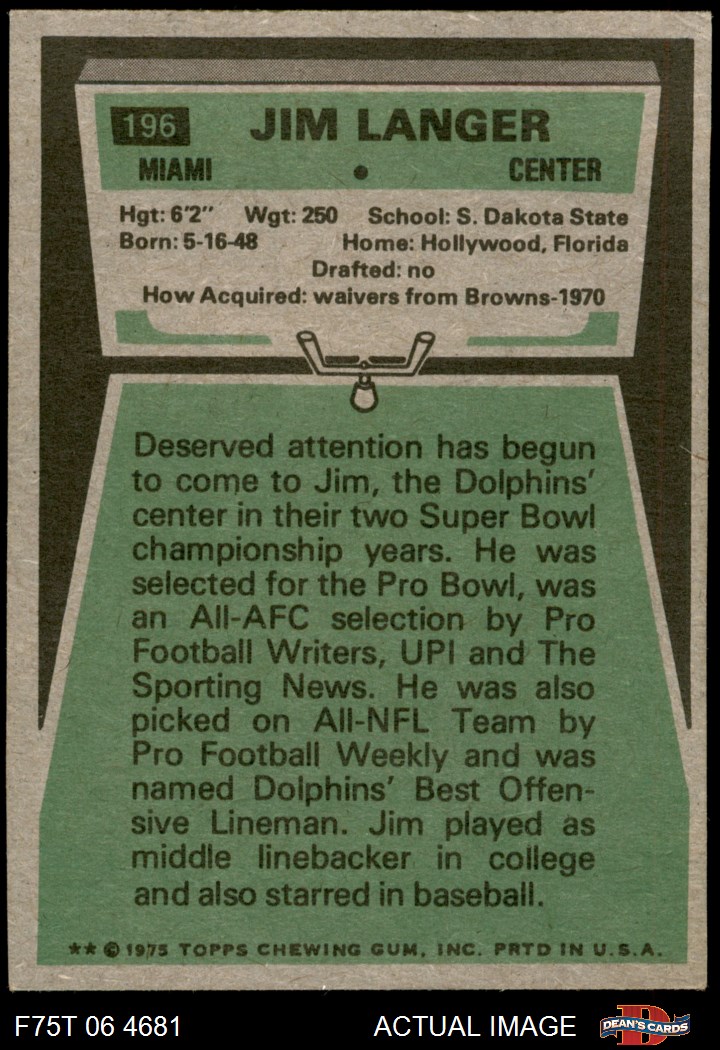 196
JIM LANGER
MIAMI • CENTER
Hgt: 6'2" Wgt: 250 School: S. Dakota State
Born: 5-16-48 Home: Hollywood, Florida
Drafted: no
How Acquired: waivers from Browns-1970
Deserved attention has begun
to come to Jim, the Dolphins'
center in their two Super Bowl
championship years. He was
selected for the Pro Bowl, was
an All-AFC selection by Pro
Football Writers, UPI and The
Sporting News. He was also
picked on All-NFL Team by
Pro Football Weekly and was
named Dolphins' Best Offen-
sive Lineman. Jim played as
middle linebacker in college
and also starred in baseball.
** © 1975 TOPPS CHEWING GUM, INC. PRTD IN U.S.A.
F75T 06 4681 ACTUAL IMAGE
D
DEAN'S CARDS